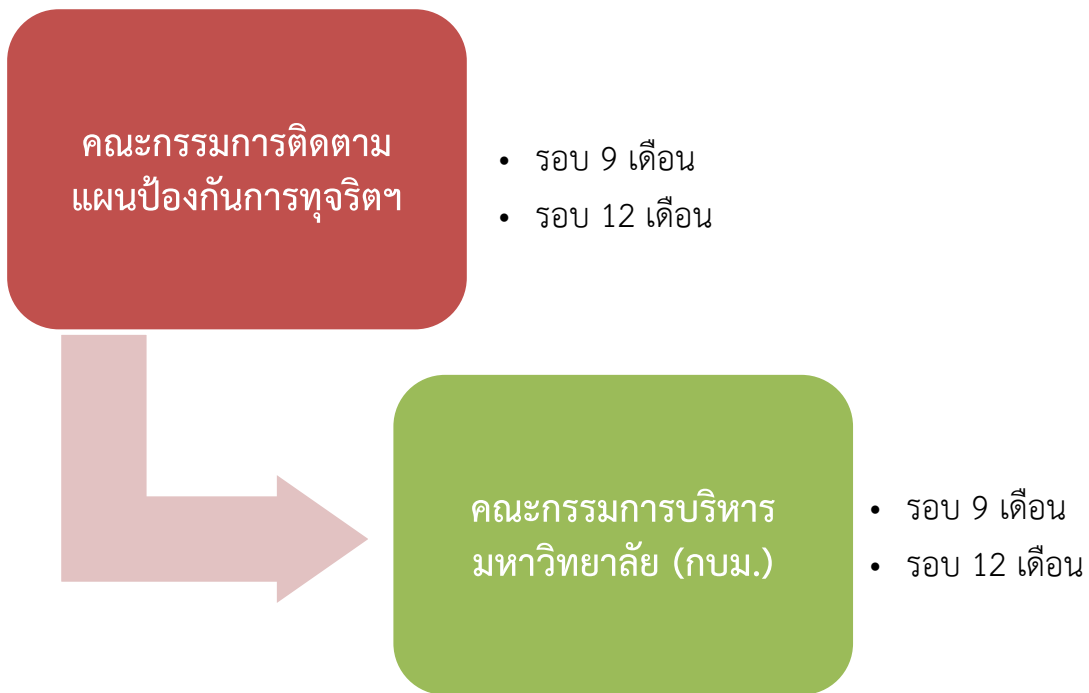 คณะกรรมการติดตาม
แผนป้องกันการทุจริตฯ
• รอบ 9 เดือน
• รอบ 12 เดือน
คณะกรรมการบริหาร
มหาวิทยาลัย (กบม.)
• รอบ 9 เดือน
• รอบ 12 เดือน